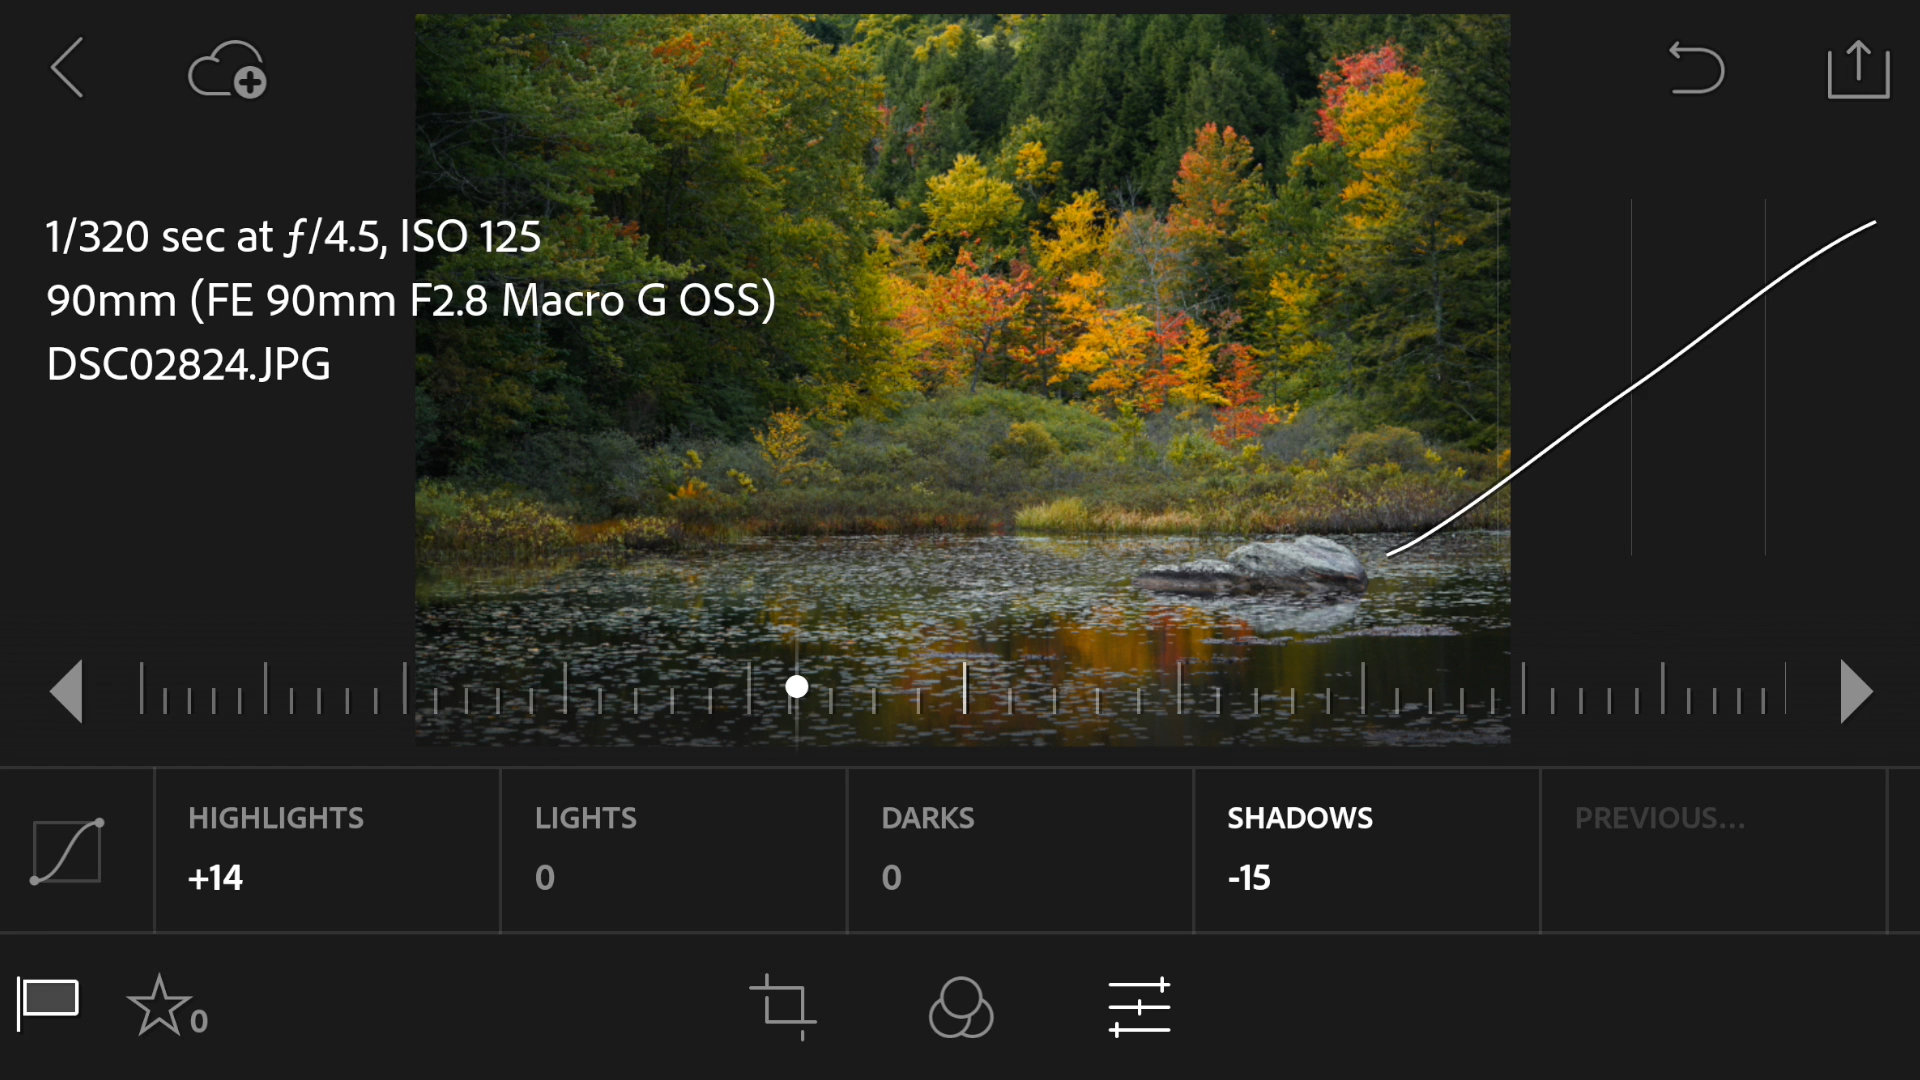 1/320 sec at ƒ/4.5, ISO 125
90mm (FE 90mm F2.8 Macro G OSS)
DSC02824.JPG
HIGHLIGHTS
+14
LIGHTS
0
DARKS
0
SHADOWS
-15
PREVIOUS...
0